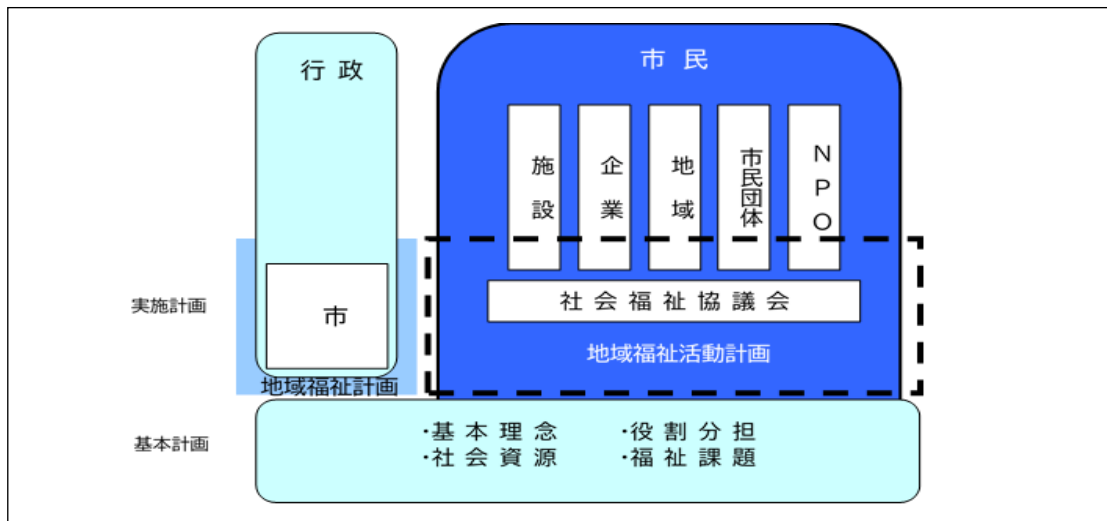 行政
市民
施設
企業
地域
市民団体
NPO
実施計画
市
社会福祉協議会
地域福祉活動計画
地域福祉計画
基本計画
・基本理念
・役割分担
・社会資源
・福祉課題